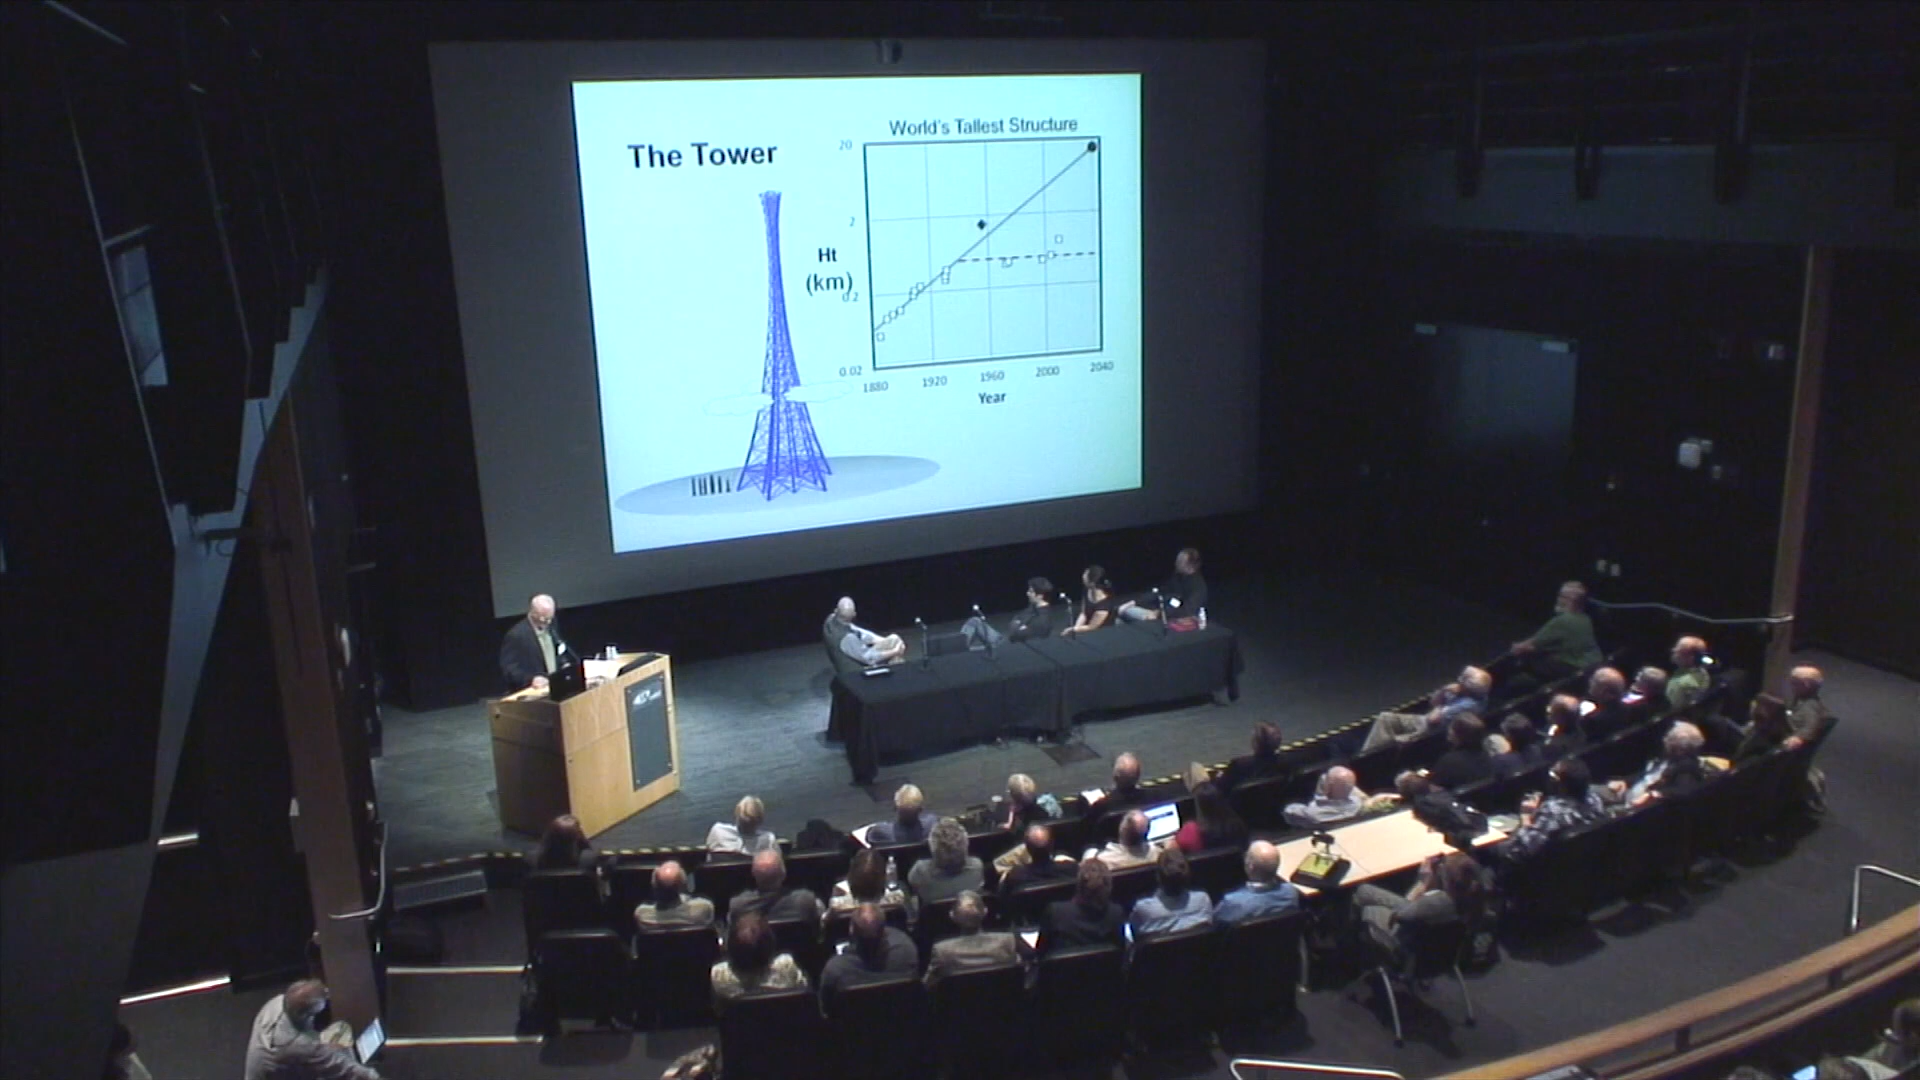 The Tower
World's Tallest Structure
20
2
Ht
(km)
0.2
0.02
1880
1920
1960
2000
2040
Year